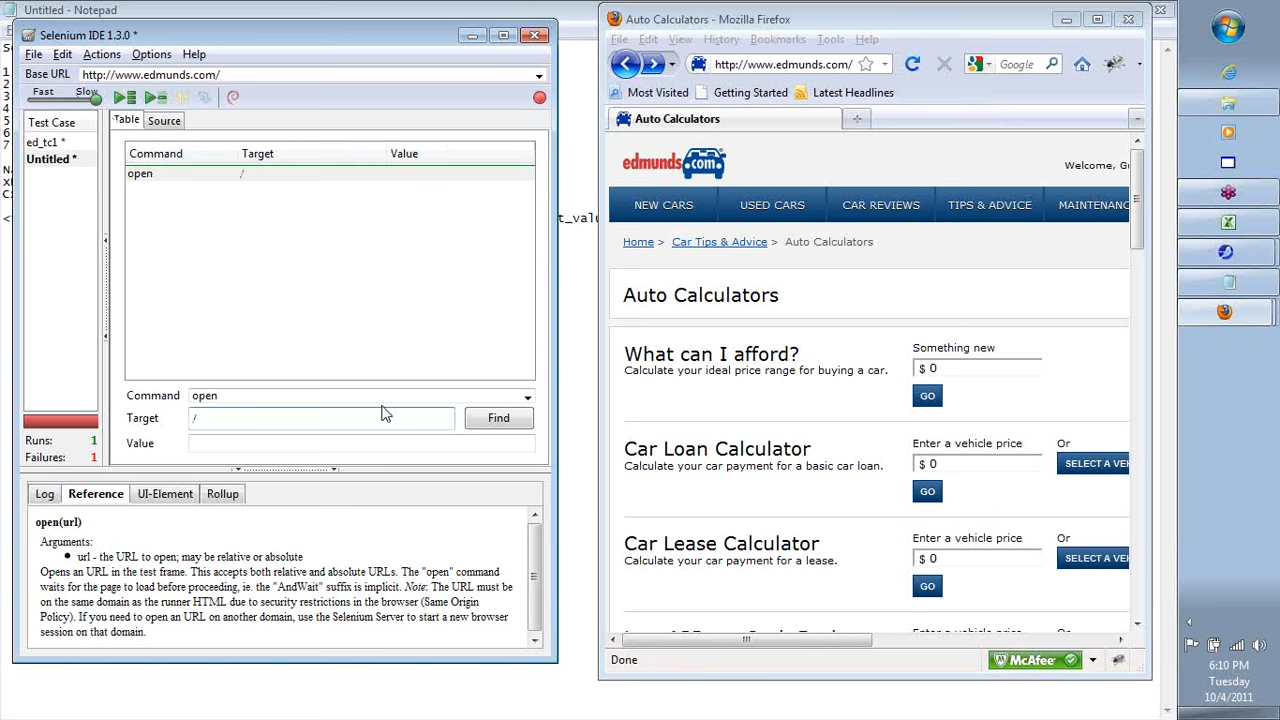 Untitled - Notepad
Selenium IDE 1.3.0 *
File Edit Actions Options Help
Base URL http://www.edmunds.com/
Fast Slow
Test Case
ed_tc1 *
Untitled *
Table Source
Command Target Value
open /
Command open
Target / Find
Value
Runs: 1
Failures: 1
Log Reference UI-Element Rollup
open(url)
Arguments:
url - the URL to open; may be relative or absolute
Opens an URL in the test frame. This accepts both relative and absolute URLs. The "open" command
waits for the page to load before proceeding, ie. the "AndWait" suffix is implicit. Note: The URL must be
on the same domain as the runner HTML due to security restrictions in the browser (Same Origin
Policy). If you need to open an URL on another domain, use the Selenium Server to start a new browser
session on that domain.
t_valu
Auto Calculators - Mozilla Firefox
File Edit View History Bookmarks Tools Help
http://www.edmunds.com/
Google
Most Visited Getting Started Latest Headlines
Auto Calculators
edmunds.com
Welcome, Gu
NEW CARS USED CARS CAR REVIEWS TIPS & ADVICE MAINTENANC
Home > Car Tips & Advice > Auto Calculators
Auto Calculators
What can I afford?
Calculate your ideal price range for buying a car.
Something new
$ 0
GO
Car Loan Calculator
Calculate your car payment for a basic car loan.
Enter a vehicle price Or
$ 0 SELECT A VEH
GO
Car Lease Calculator
Calculate your car payment for a lease.
Enter a vehicle price Or
$ 0 SELECT A VEH
GO
Enter a vehicle price Or
Done
McAfee
6:10 PM
Tuesday
10/4/2011